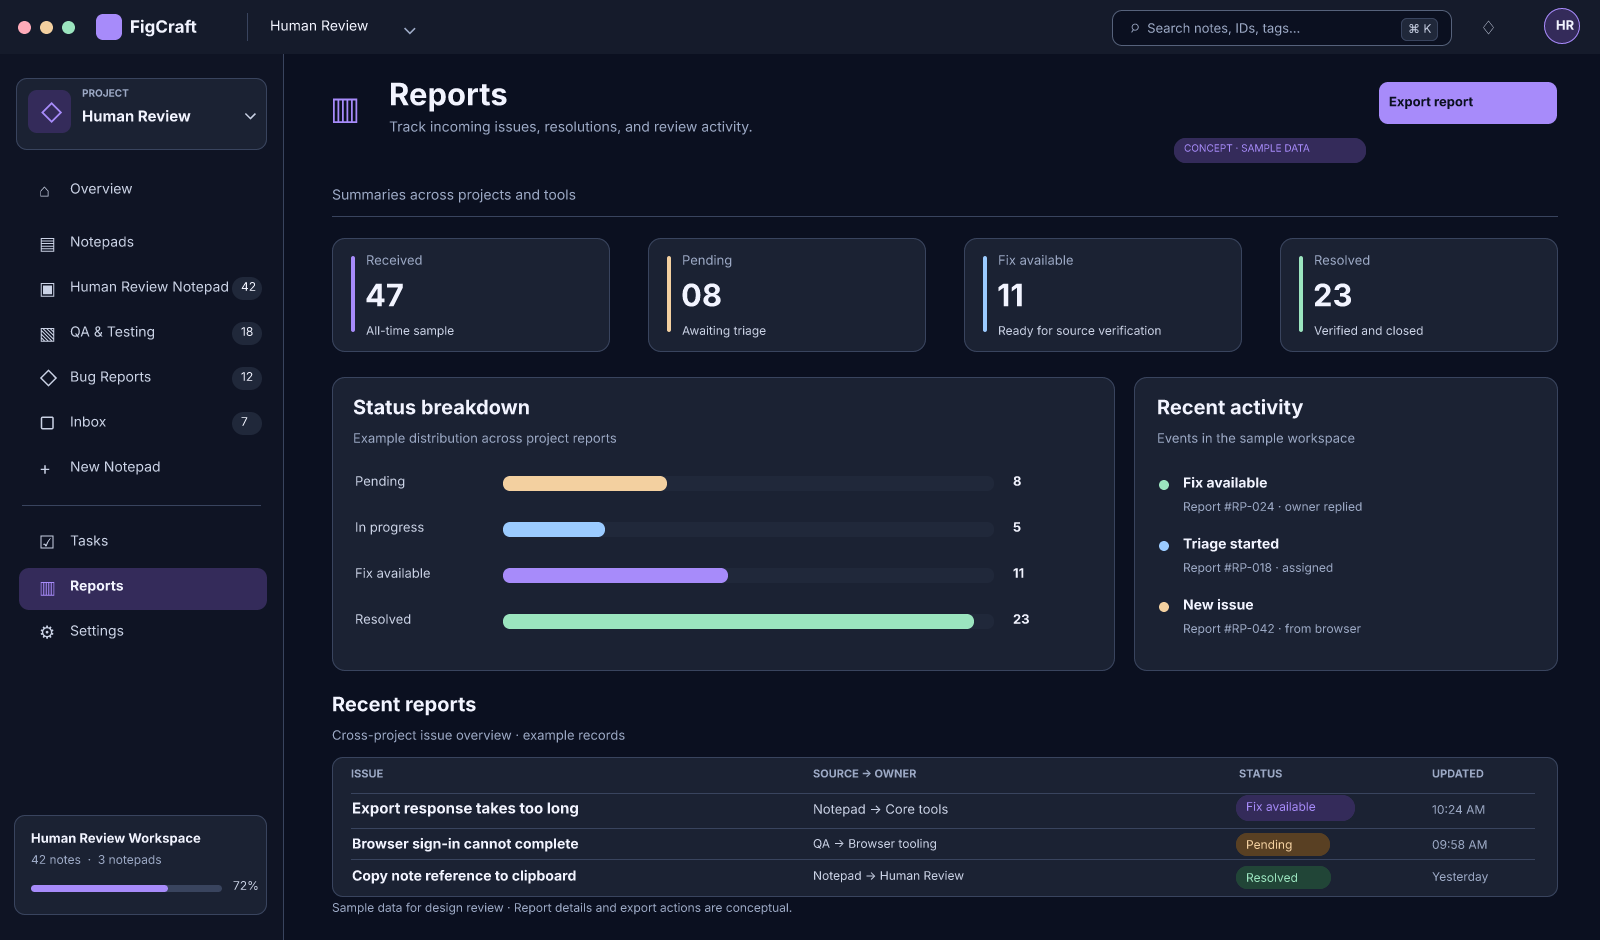 FigCraft
Human Review
Search notes, IDs, tags...
⌘ K
HR
PROJECT
Human Review
Overview
Notepads
Human Review Notepad 42
QA & Testing 18
Bug Reports 12
Inbox 7
+ New Notepad
Tasks
Reports
Settings
Human Review Workspace
42 notes · 3 notepads
72%
Reports
Track incoming issues, resolutions, and review activity.
Export report
CONCEPT · SAMPLE DATA
Summaries across projects and tools
Received
47
All-time sample
Pending
08
Awaiting triage
Fix available
11
Ready for source verification
Resolved
23
Verified and closed
Status breakdown
Example distribution across project reports
Pending 8
In progress 5
Fix available 11
Resolved 23
Recent activity
Events in the sample workspace
Fix available
Report #RP-024 · owner replied
Triage started
Report #RP-018 · assigned
New issue
Report #RP-042 · from browser
Recent reports
Cross-project issue overview · example records
ISSUE SOURCE → OWNER STATUS UPDATED
Export response takes too long Notepad → Core tools Fix available 10:24 AM
Browser sign-in cannot complete QA → Browser tooling Pending 09:58 AM
Copy note reference to clipboard Notepad → Human Review Resolved Yesterday
Sample data for design review · Report details and export actions are conceptual.